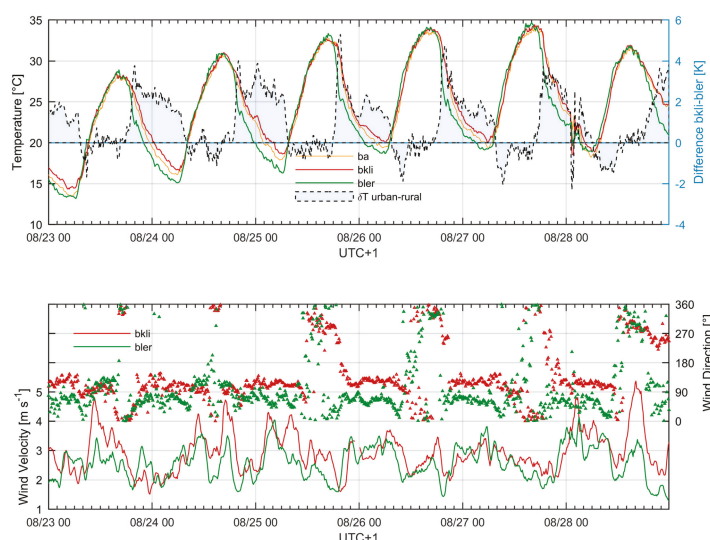 35
30
25
20
15
10
Temperature [°C]
6
4
2
0
-2
-4
Difference bkli-bler [K]
ba
bkli
bler
δT urban-rural
08/23 00
08/24 00
08/25 00
08/26 00
08/27 00
08/28 00
UTC+1
bkli
bler
5
4
3
2
1
Wind Velocity [m s-1]
360
270
180
90
0
Wind Direction [°]
08/23 00
08/24 00
08/25 00
08/26 00
08/27 00
08/28 00
UTC+1